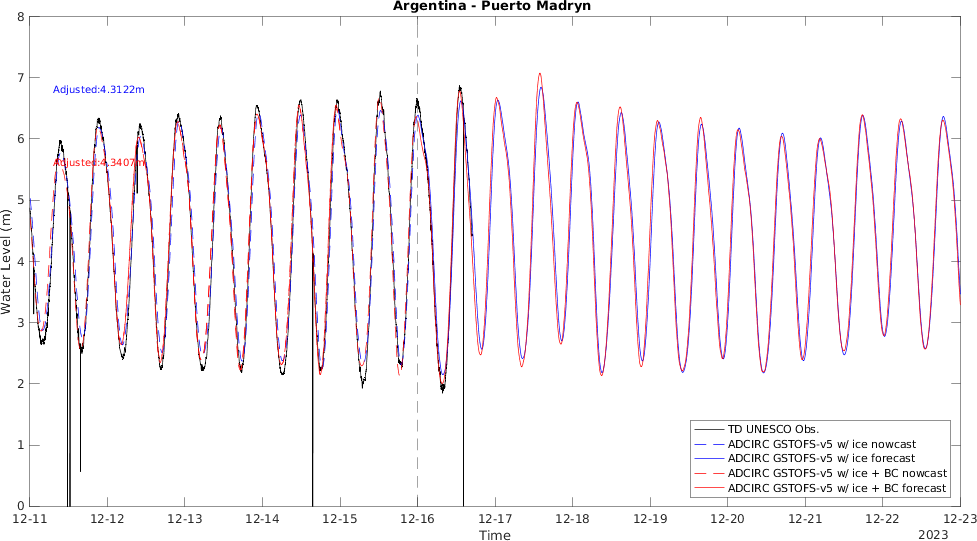 Argentina - Puerto Madryn
8
7
6
5
4
3
2
1
0
Water Level (m)
Adjusted:4.3122m
Adjusted:4.3407m
TD UNESCO Obs.
ADCIRC GSTOFS-v5 w/ ice nowcast
ADCIRC GSTOFS-v5 w/ ice forecast
ADCIRC GSTOFS-v5 w/ ice + BC nowcast
ADCIRC GSTOFS-v5 w/ ice + BC forecast
12-11 12-12 12-13 12-14 12-15 12-16 12-17 12-18 12-19 12-20 12-21 12-22 12-23
Time
2023